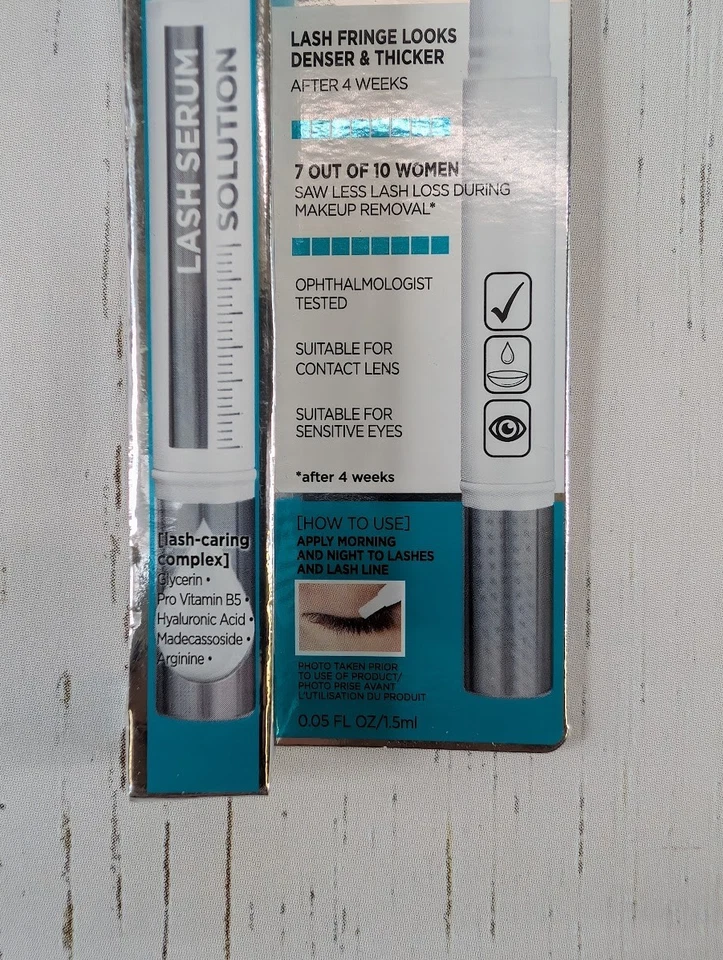 LASH SERUM
SOLUTION
[lash-caring
complex]
Glycerin •
Pro Vitamin B5 •
Hyaluronic Acid •
Madecassoside •
Arginine •
LASH FRINGE LOOKS
DENSER & THICKER
AFTER 4 WEEKS
7 OUT OF 10 WOMEN
SAW LESS LASH LOSS DURING
MAKEUP REMOVAL*
OPHTHALMOLOGIST
TESTED
SUITABLE FOR
CONTACT LENS
SUITABLE FOR
SENSITIVE EYES
*after 4 weeks
[HOW TO USE]
APPLY MORNING
AND NIGHT TO LASHES
AND LASH LINE
PHOTO TAKEN PRIOR
TO USE OF PRODUCT/
PHOTO PRISE AVANT
L'UTILISATION DU PRODUIT
0.05 FL OZ/1.5ml